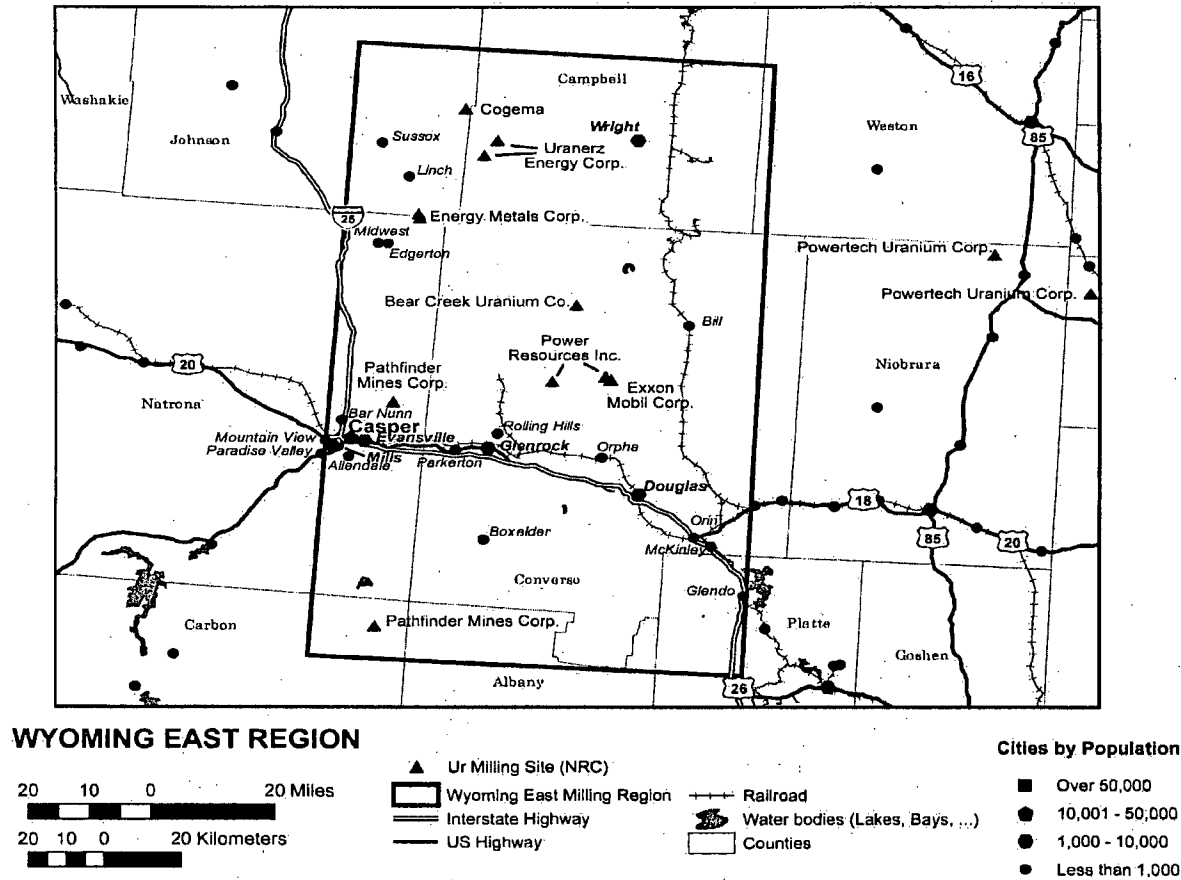 Campbell
16
Washakie
Cogema
Johnson
Sussox
Wright
Weston
85
Uranerz
Energy Corp.
Linch
25
Energy Metals Corp.
Midwest
Edgerton
Powertech Uranium Corp.
Powertech Uranium Corp.
Bear Creek Uranium Co.
Bill
Power
Resources Inc.
20
Pathfinder
Mines Corp.
Exxon
Mobil Corp.
Niobrara
Natrona
Bar Nunn
Casper
Rolling Hills
Mountain View
Evansville
Glenrock
Orpha
Paradise Valley
Mills
Allendale
Parkerton
Douglas
18
Orin
Boxelder
McKinley
85
20
Converso
Glendo
Carbon
Pathfinder Mines Corp.
Platte
Goshen
Albany
26
WYOMING EAST REGION
20 10 0 20 Miles
20 10 0 20 Kilometers
Ur Milling Site (NRC)
Wyoming East Milling Region
Interstate Highway
US Highway
Railroad
Water bodies (Lakes, Bays, ...)
Counties
Cities by Population
Over 50,000
10,001 - 50,000
1,000 - 10,000
Less than 1,000